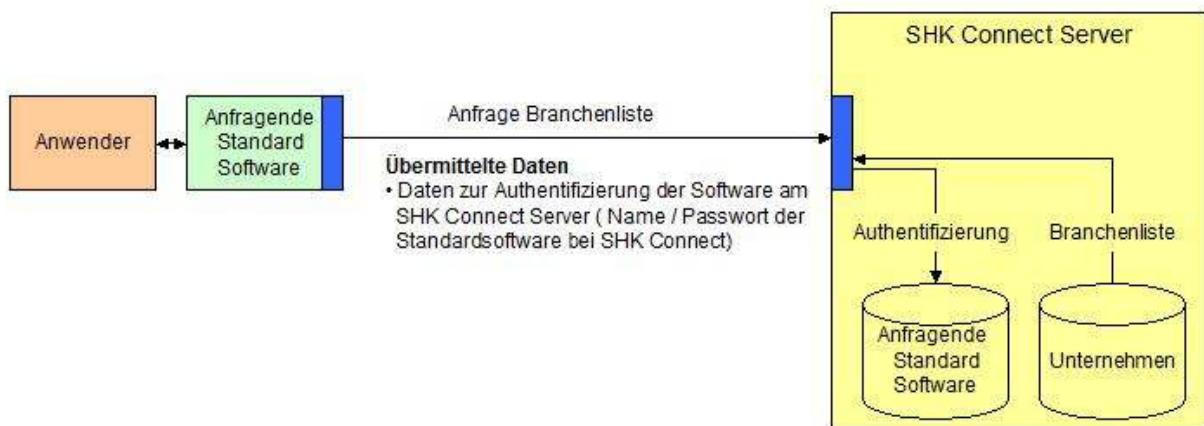 SHK Connect Server
Anwender
Anfragende
Standard
Software
Anfrage Branchenliste
Übermittelte Daten
• Daten zur Authentifizierung der Software am
SHK Connect Server ( Name / Passwort der
Standardsoftware bei SHK Connect)
Authentifizierung
Branchenliste
Anfragende
Standard
Software
Unternehmen